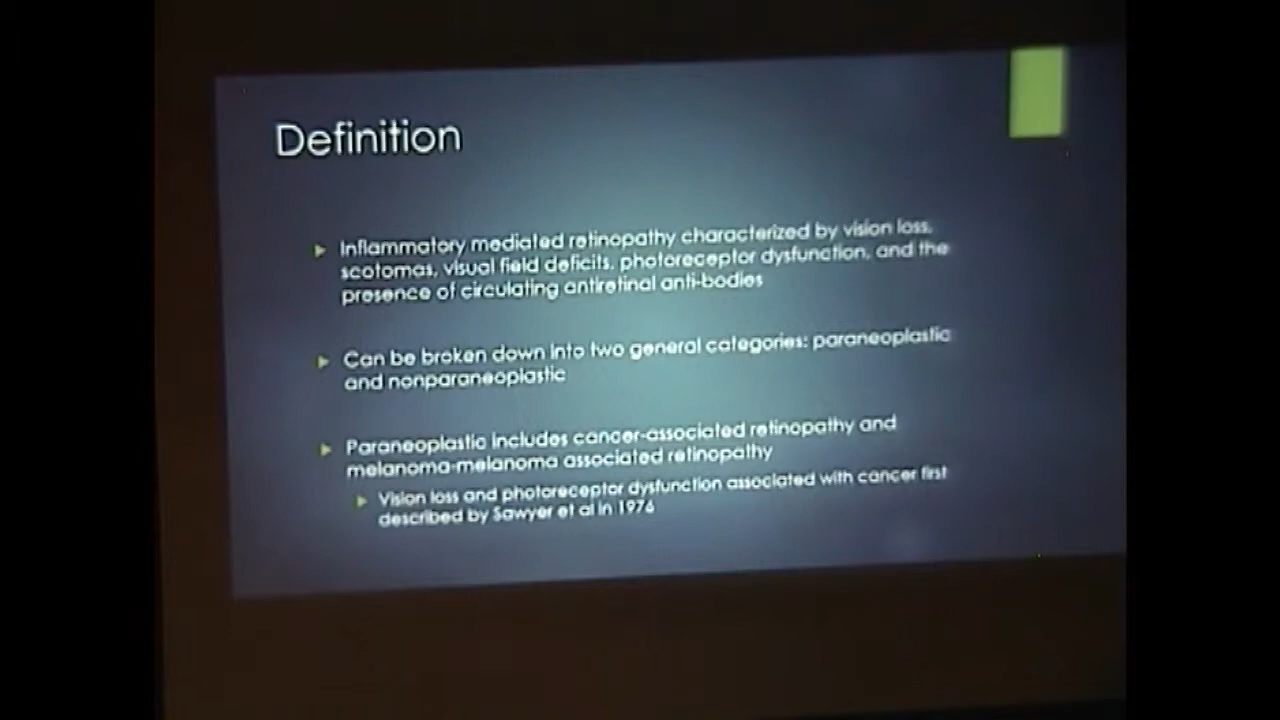 Definition
Inflammatory mediated retinopathy characterized by vision loss,
scotomas, visual field deficits, photoreceptor dysfunction, and the
presence of circulating antiretinal anti-bodies
Can be broken down into two general categories: paraneoplastic
and nonparaneoplastic
Paraneoplastic includes cancer-associated retinopathy and
melanoma-melanoma associated retinopathy
Vision loss and photoreceptor dysfunction associated with cancer first
described by Sawyer et al in 1976